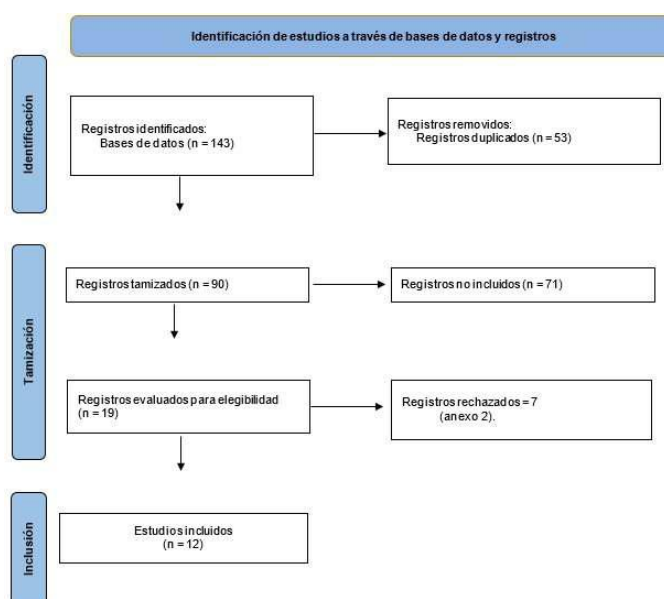 Identificación de estudios a través de bases de datos y registros
Identificación
Registros identificados:
Bases de datos (n = 143)
Registros removidos:
Registros duplicados (n = 53)
Tamización
Registros tamizados (n = 90)
Registros no incluidos (n = 71)
Registros evaluados para elegibilidad
(n = 19)
Registros rechazados = 7
(anexo 2).
Inclusión
Estudios incluidos
(n = 12)